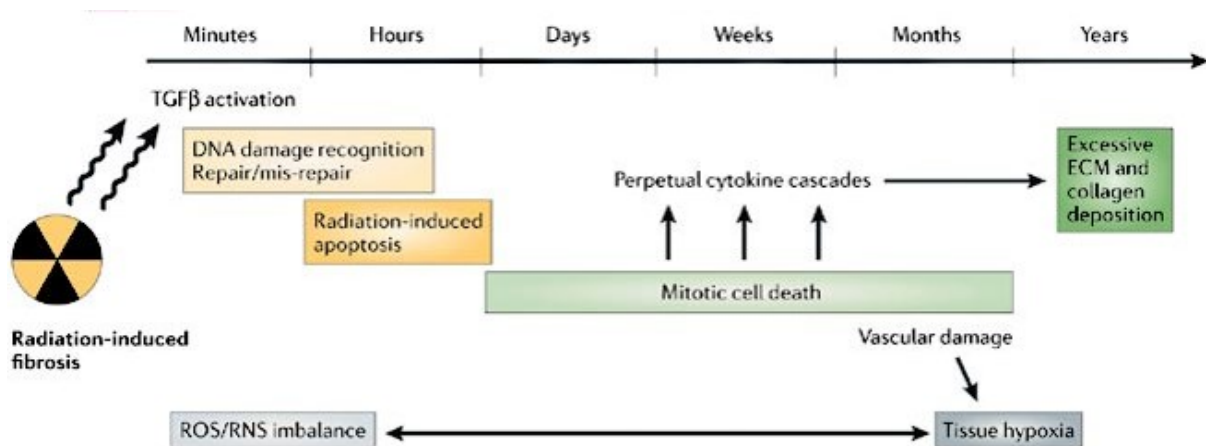 Minutes Hours Days Weeks Months Years
TGFβ activation
DNA damage recognition
Repair/mis-repair
Radiation-induced
apoptosis
Perpetual cytokine cascades
Excessive
ECM and
collagen
deposition
Mitotic cell death
Radiation-induced
fibrosis
Vascular damage
ROS/RNS imbalance
Tissue hypoxia